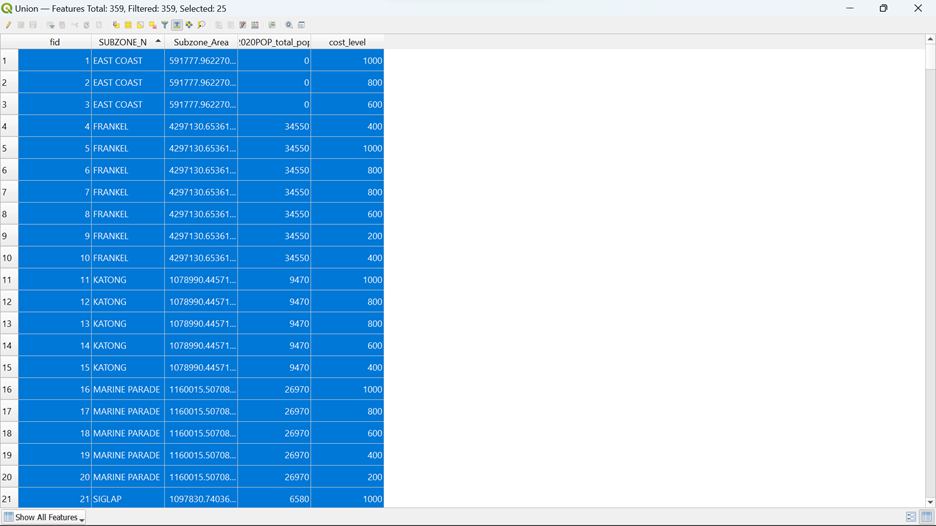 Union — Features Total: 359, Filtered: 359, Selected: 25
fid SUBZONE_N Subzone_Area 2020POP_total_pop cost_level
1 1 EAST COAST 591777.962270... 0 1000
2 2 EAST COAST 591777.962270... 0 800
3 3 EAST COAST 591777.962270... 0 600
4 4 FRANKEL 4297130.65361... 34550 400
5 5 FRANKEL 4297130.65361... 34550 1000
6 6 FRANKEL 4297130.65361... 34550 800
7 7 FRANKEL 4297130.65361... 34550 800
8 8 FRANKEL 4297130.65361... 34550 600
9 9 FRANKEL 4297130.65361... 34550 200
10 10 FRANKEL 4297130.65361... 34550 400
11 11 KATONG 1078990.44571... 9470 1000
12 12 KATONG 1078990.44571... 9470 800
13 13 KATONG 1078990.44571... 9470 800
14 14 KATONG 1078990.44571... 9470 600
15 15 KATONG 1078990.44571... 9470 400
16 16 MARINE PARADE 1160015.50708... 26970 1000
17 17 MARINE PARADE 1160015.50708... 26970 800
18 18 MARINE PARADE 1160015.50708... 26970 600
19 19 MARINE PARADE 1160015.50708... 26970 400
20 20 MARINE PARADE 1160015.50708... 26970 200
21 21 SIGLAP 1097830.74036... 6580 1000
Show All Features